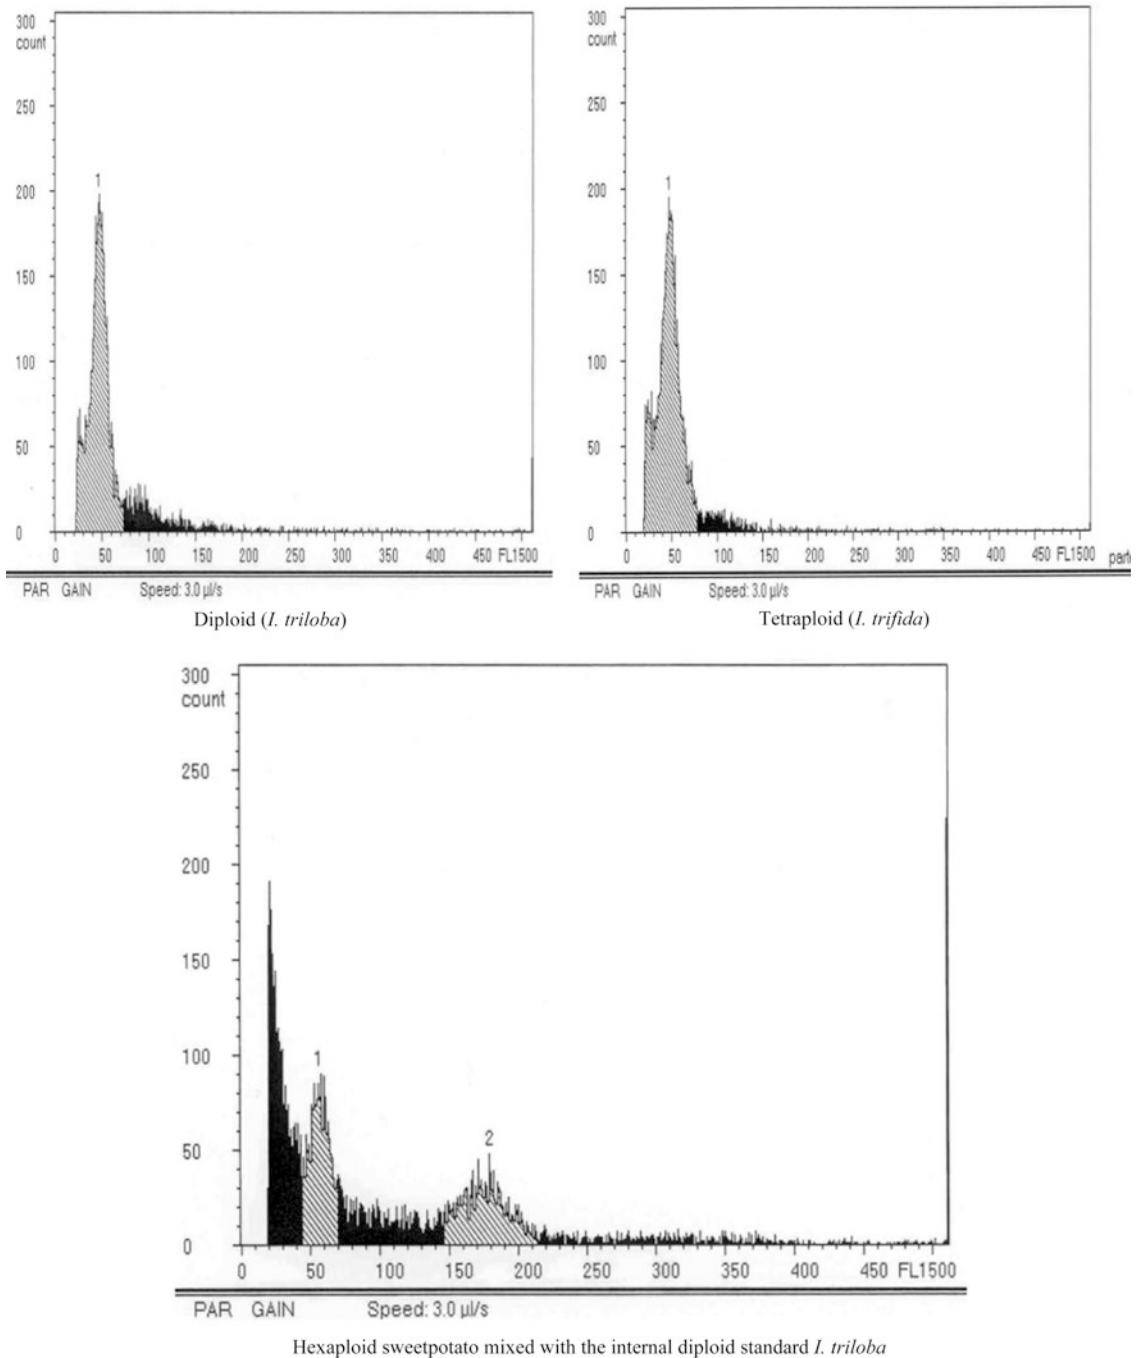 300
count
250
200
150
100
50
0
1
0 50 100 150 200 250 300 350 400 450 FL1500
PAR GAIN Speed: 3.0 µl/s
Diploid (I. triloba)
300
count
250
200
150
100
50
0
1
0 50 100 150 200 250 300 350 400 450 FL1500
PAR GAIN Speed: 3.0 µl/s
Tetraploid (I. trifida)
300
count
250
200
150
100
50
0
1
2
0 50 100 150 200 250 300 350 400 450 FL1500
PAR GAIN Speed: 3.0 µl/s
Hexaploid sweetpotato mixed with the internal diploid standard I. triloba